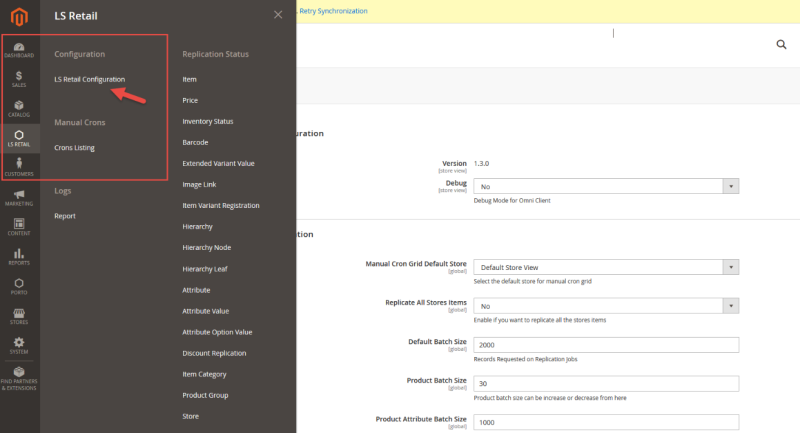 DASHBOARD
SALES
CATALOG
LS RETAIL
CUSTOMERS
MARKETING
CONTENT
REPORTS
PORTO
STORES
SYSTEM
FIND PARTNERS
& EXTENSIONS
LS Retail
Configuration
LS Retail Configuration
Manual Crons
Crons Listing
Logs
Report
Replication Status
Item
Price
Inventory Status
Barcode
Extended Variant Value
Image Link
Item Variant Registration
Hierarchy
Hierarchy Node
Hierarchy Leaf
Attribute
Attribute Value
Attribute Option Value
Discount Replication
Item Category
Product Group
Store
Retry Synchronization
uration
Version 1.3.0
[store view]
Debug No
[store view]
Debug Mode for Omni Client
tion
Manual Cron Grid Default Store Default Store View
[global]
Select the default store for manual cron grid
Replicate All Stores Items No
[global]
Enable if you want to replicate all the stores items
Default Batch Size 2000
[global]
Records Requested on Replication Jobs
Product Batch Size 30
[global]
Product batch size can be increase or decrease from here
Product Attribute Batch Size 1000
[global]